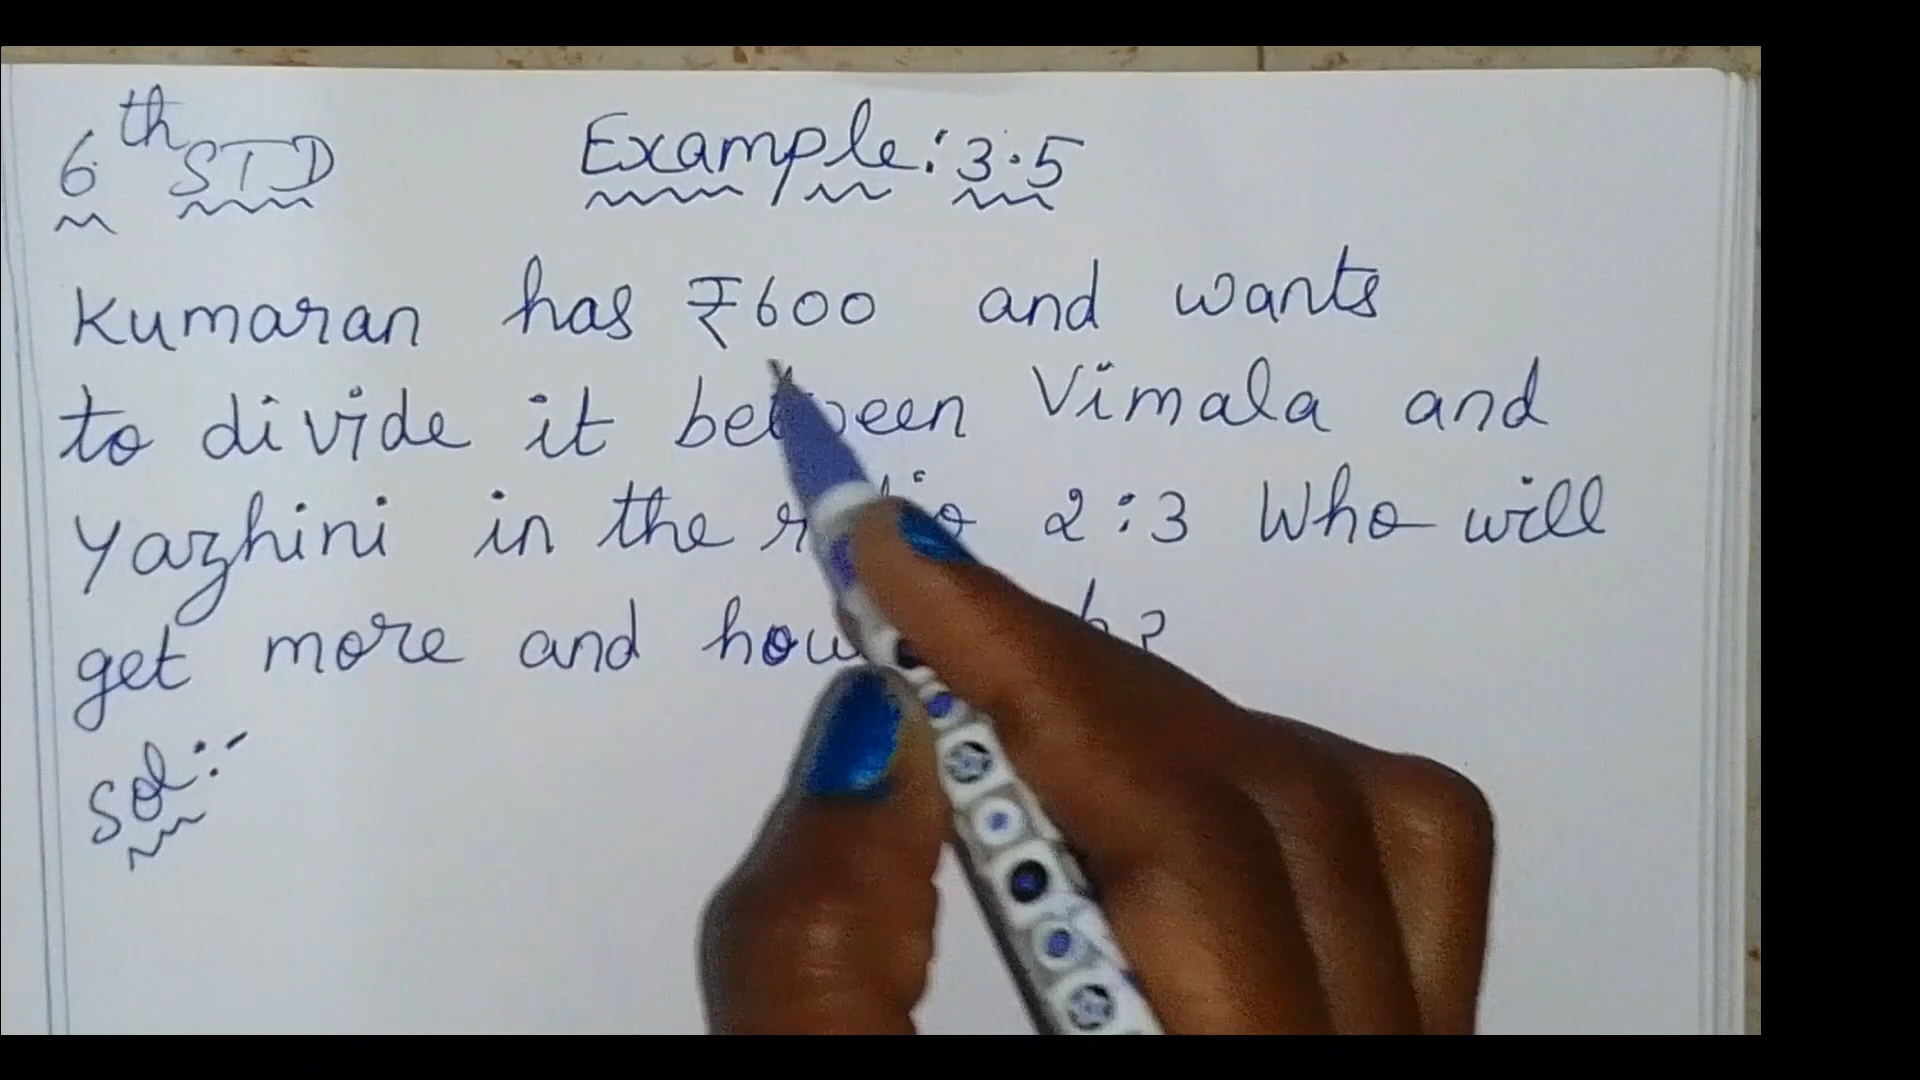 6th STD Example: 3.5
Kumaran has ₹600 and wants
to divide it between Vimala and
Yazhini in the 2:3 Who will
get more and how
Sol:-